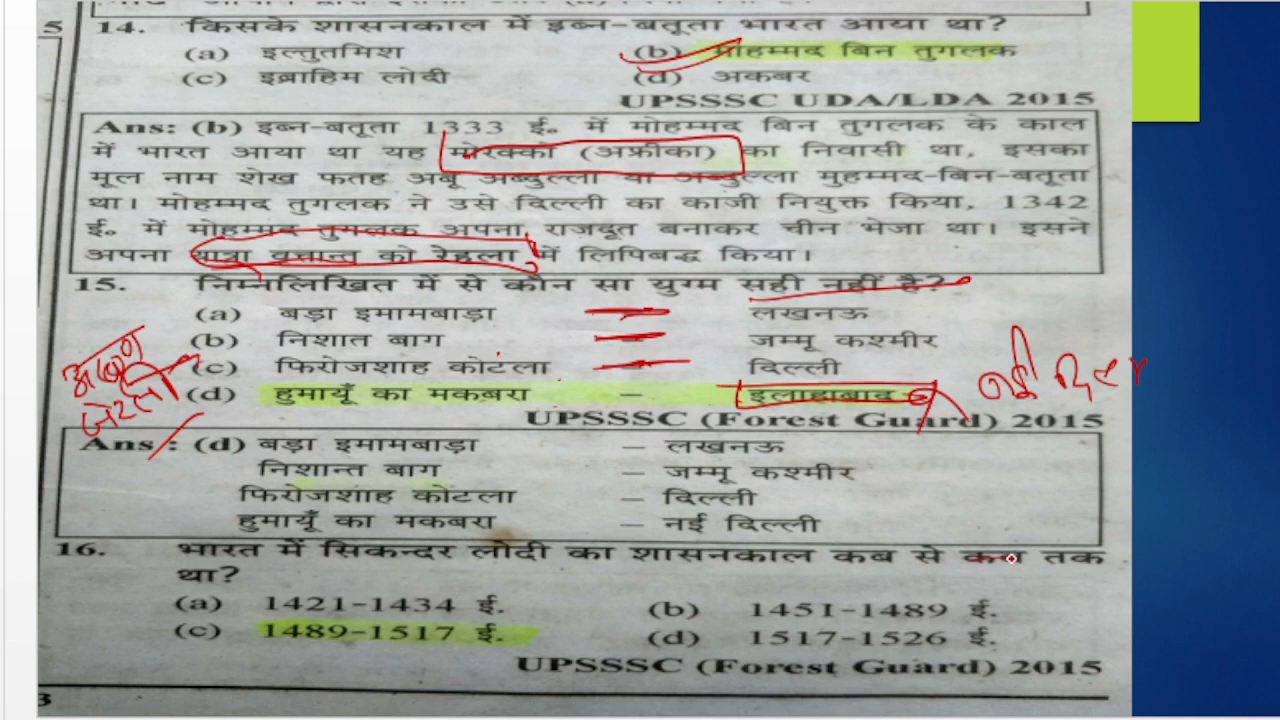 5
14. किसके शासनकाल में इब्न-बतूता भारत आया था?
(a) इल्तुतमिश (b) मोहम्मद बिन तुगलक
(c) इब्राहिम लोदी (d) अकबर
UPSSSC UDA/LDA 2015
Ans: (b) इब्न-बतूता 1333 ई० में मोहम्मद बिन तुगलक के काल
में भारत आया था यह मोरक्को (अफ्रीका) का निवासी था, इसका
मूल नाम शेख फतह अबू अब्दुल्ला या अब्दुल्ला मुहम्मद-बिन-बतूता
था। मोहम्मद तुगलक ने उसे दिल्ली का काजी नियुक्त किया, 1342
ई० में मोहम्मद तुगलक अपना राजदूत बनाकर चीन भेजा था। इसने
अपना यात्रा वृत्तान्त को रेहला में लिपिबद्ध किया।
15. निम्नलिखित में से कौन सा युग्म सही नहीं है?
(a) बड़ा इमामबाड़ा लखनऊ
(b) निशात बाग जम्मू कश्मीर
(c) फिरोजशाह कोटला दिल्ली
(d) हुमायूँ का मकबरा – इलाहाबाद
UPSSSC (Forest Guard) 2015
Ans : (d) बड़ा इमामबाड़ा – लखनऊ
निशान्त बाग – जम्मू कश्मीर
फिरोजशाह कोटला – दिल्ली
हुमायूँ का मकबरा – नई दिल्ली
16. भारत में सिकन्दर लोदी का शासनकाल कब से कब तक
था?
(a) 1421-1434 ई. (b) 1451-1489 ई.
(c) 1489-1517 ई. (d) 1517-1526 ई.
UPSSSC (Forest Guard) 2015
3